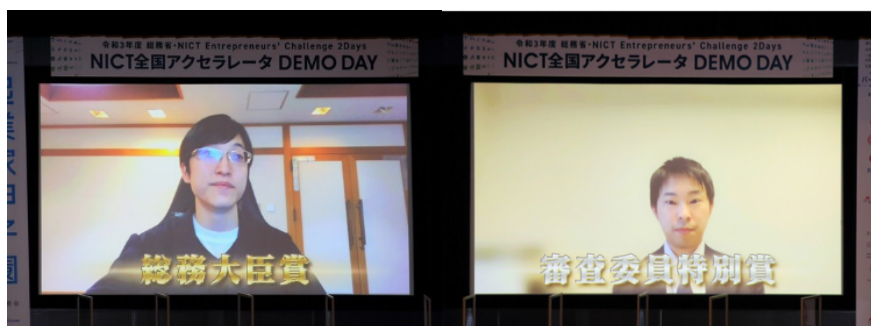 令和3年度 総務省・NICT Entrepreneurs' Challenge 2Days
NICT全国アクセラレータ DEMO DAY
総務大臣賞
令和3年度 総務省・NICT Entrepreneurs' Challenge 2Days
NICT全国アクセラレータ DEMO DAY
審査委員特別賞